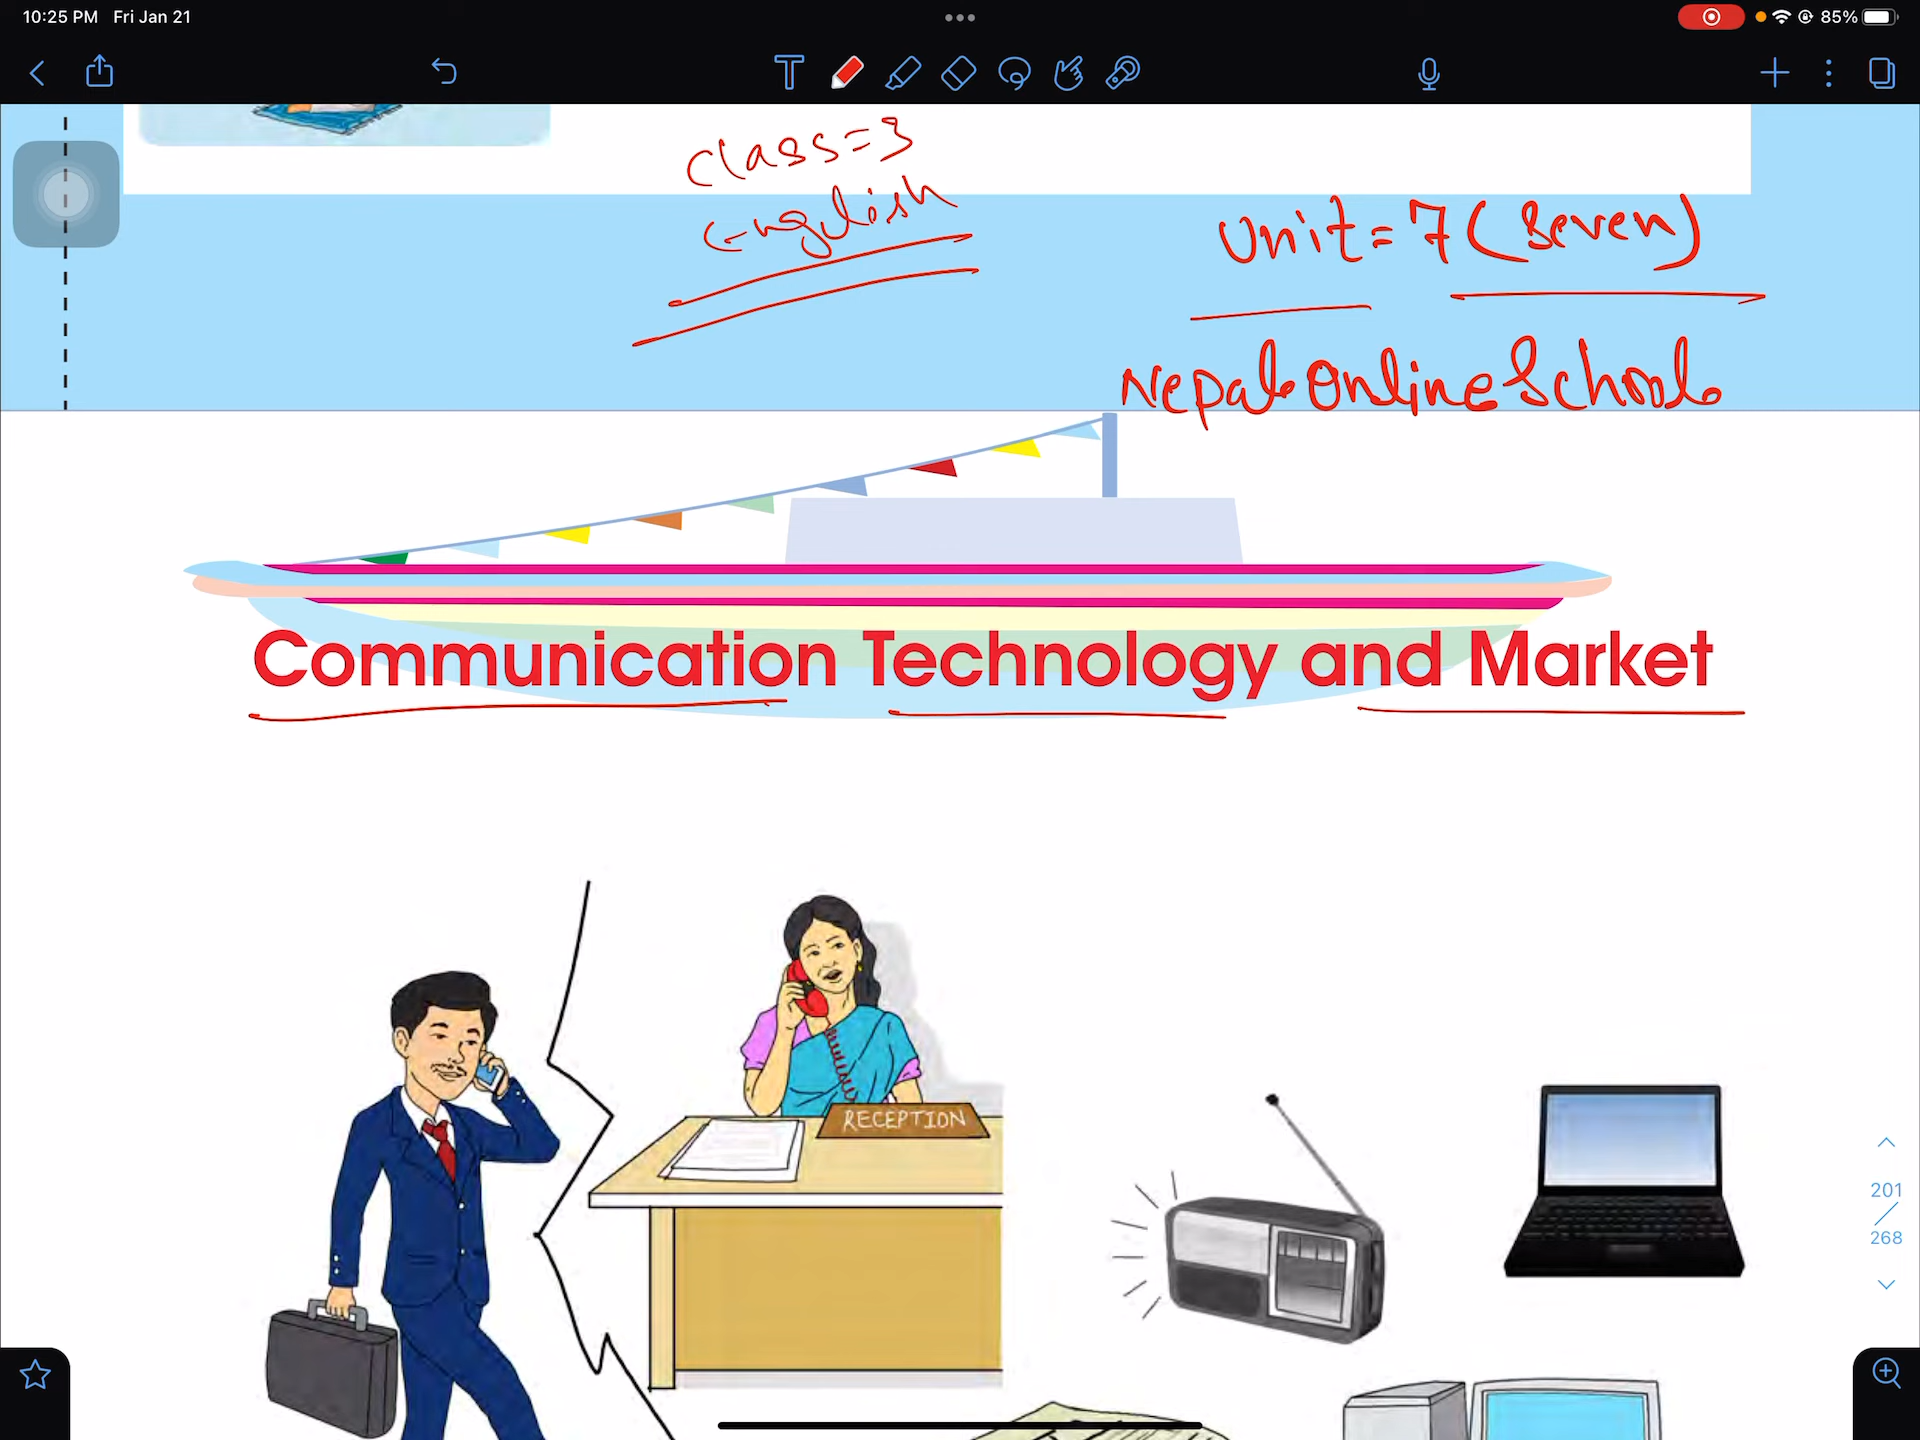 10:25 PM Fri Jan 21
85%
Class=3
English
Unit=7 (Seven)
Nepal Online School
Communication Technology and Market
RECEPTION
201
268